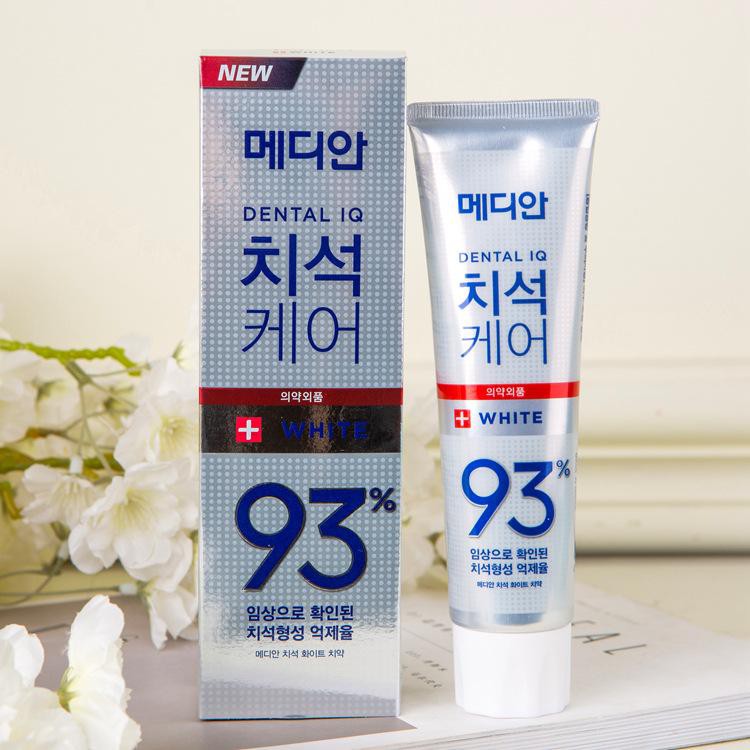 NEW
메디안
DENTAL IQ
치석
케어
의약외품
WHITE
93%
임상으로 확인된
치석형성 억제율
메디안 치석 화이트 치약
메디안
DENTAL IQ
치석
케어
의약외품
WHITE
93%
임상으로 확인된
치석형성 억제율
메디안 치석 화이트 치약